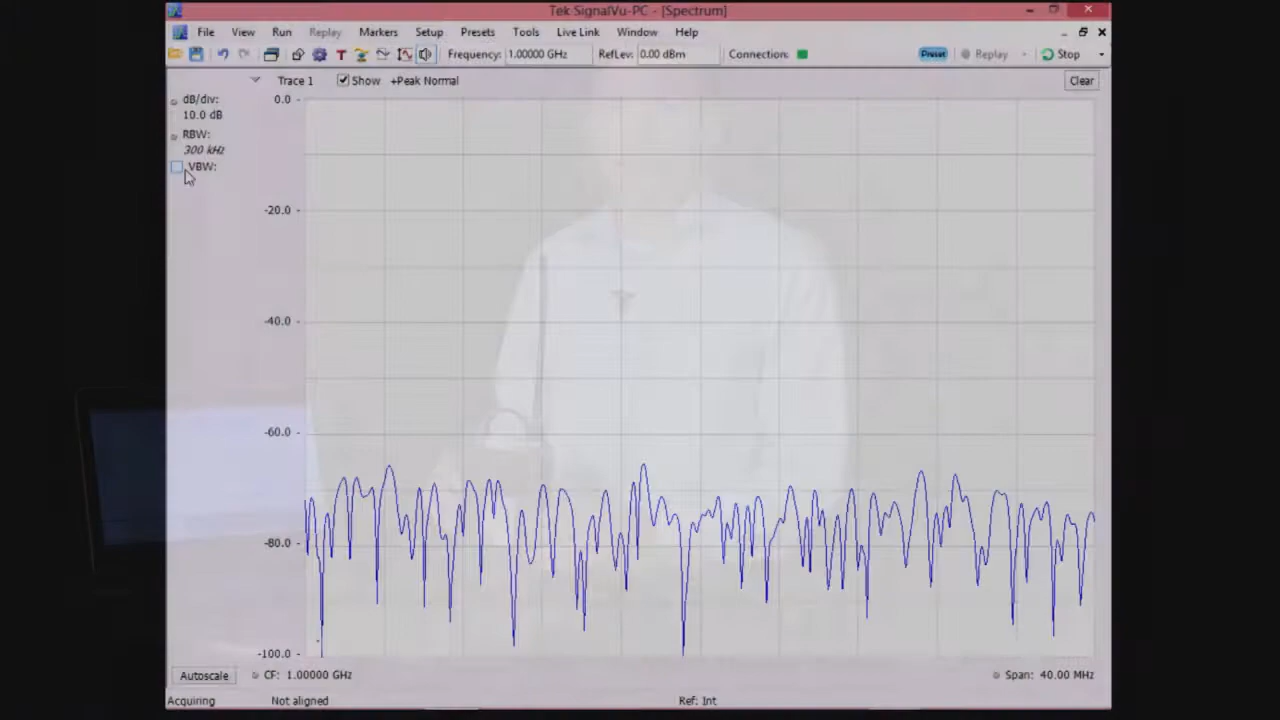 Tek SignalVu-PC - [Spectrum]
File View Run Replay Markers Setup Presets Tools Live Link Window Help
Frequency: 1.00000 GHz RefLev: 0.00 dBm Connection: Preset Replay Stop
Trace 1 Show +Peak Normal Clear
dB/div:
10.0 dB
RBW:
300 kHz
VBW:
0.0
-20.0
-40.0
-60.0
-80.0
-100.0
Autoscale CF: 1.00000 GHz Span: 40.00 MHz
Acquiring Not aligned Ref: Int